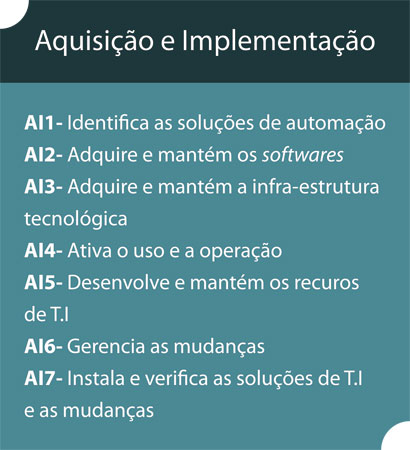 Aquisição e Implementação
AI1- Identifica as soluções de automação
AI2- Adquire e mantém os softwares
AI3- Adquire e mantém a infra-estrutura
tecnológica
AI4- Ativa o uso e a operação
AI5- Desenvolve e mantém os recuros
de T.I
AI6- Gerencia as mudanças
AI7- Instala e verifica as soluções de T.I
e as mudanças